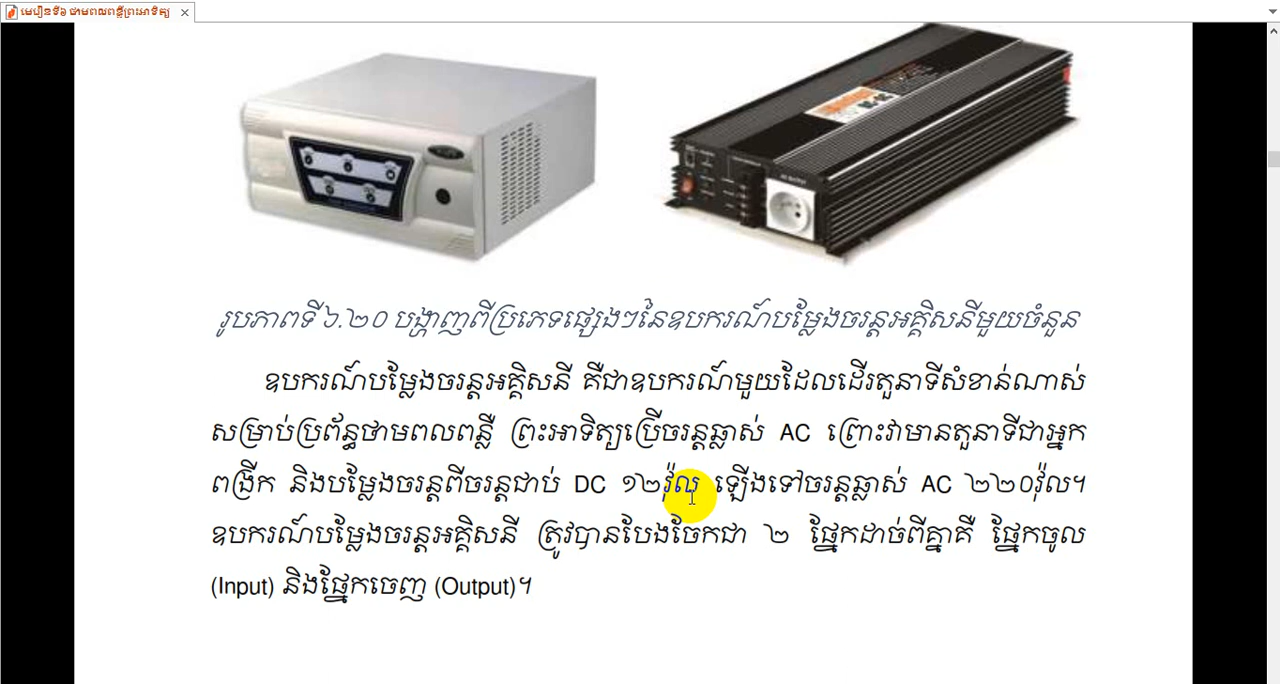 មេរៀនទី៦ ថាមពលពន្លឺព្រះអាទិត្យ
រូបភាពទី ៦.២០ បង្ហាញពីប្រភេទផ្សេងៗនៃឧបករណ៍បម្លែងចរន្តអគ្គិសនីមួយចំនួន
ឧបករណ៍បម្លែងចរន្តអគ្គិសនី គឺជាឧបករណ៍មួយដែលដើរតួនាទីសំខាន់ណាស់
សម្រាប់ប្រព័ន្ធថាមពលពន្លឺ ព្រះអាទិត្យប្រើចរន្តឆ្លាស់ AC ព្រោះវាមានតួនាទីជាអ្នក
ពង្រីក និងបម្លែងចរន្តពីចរន្តជាប់ DC ១២វ៉ុល ឡើងទៅចរន្តឆ្លាស់ AC ២២០វ៉ុល។
ឧបករណ៍បម្លែងចរន្តអគ្គិសនី ត្រូវបានបែងចែកជា ២ ផ្នែកដាច់ពីគ្នាគឺ ផ្នែកចូល
(Input) និងផ្នែកចេញ (Output)។